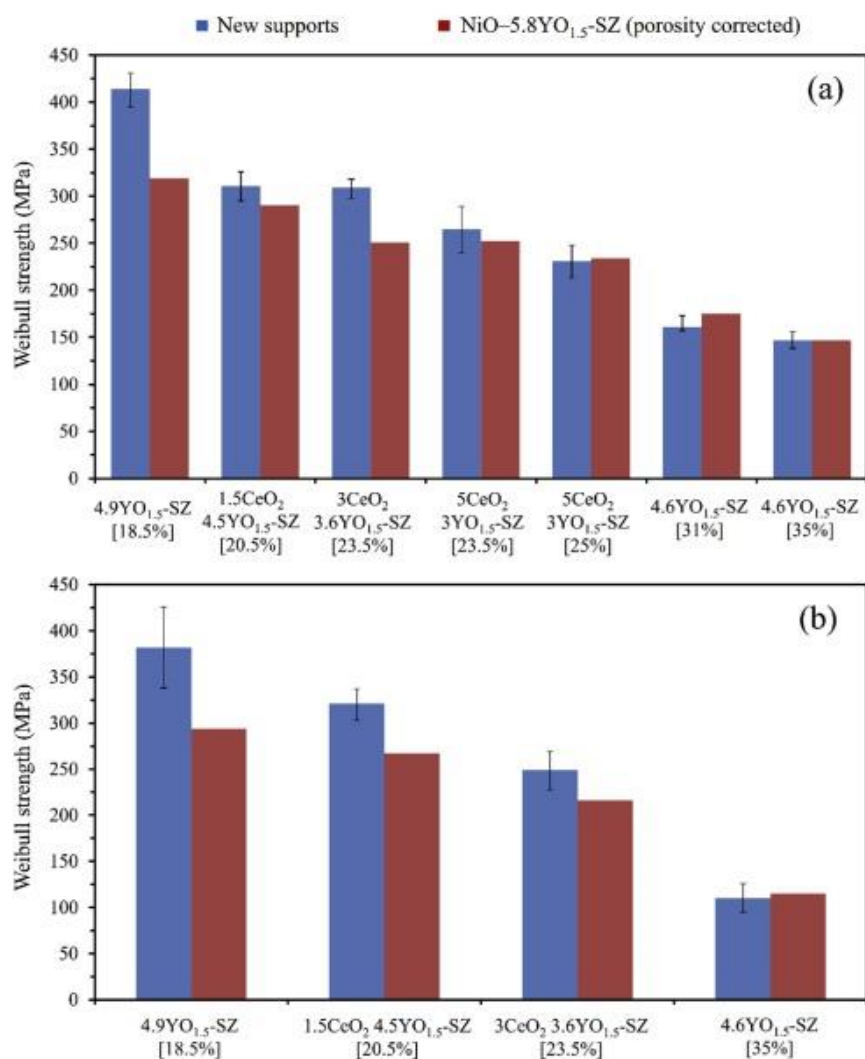 New supports NiO–5.8YO₁.₅-SZ (porosity corrected)
(a)
Weibull strength (MPa)
450
400
350
300
250
200
150
100
50
0
4.9YO₁.₅-SZ [18.5%]
1.5CeO₂ 4.5YO₁.₅-SZ [20.5%]
3CeO₂ 3.6YO₁.₅-SZ [23.5%]
5CeO₂ 3YO₁.₅-SZ [23.5%]
5CeO₂ 3YO₁.₅-SZ [25%]
4.6YO₁.₅-SZ [31%]
4.6YO₁.₅-SZ [35%]
(b)
Weibull strength (MPa)
450
400
350
300
250
200
150
100
50
0
4.9YO₁.₅-SZ [18.5%]
1.5CeO₂ 4.5YO₁.₅-SZ [20.5%]
3CeO₂ 3.6YO₁.₅-SZ [23.5%]
4.6YO₁.₅-SZ [35%]